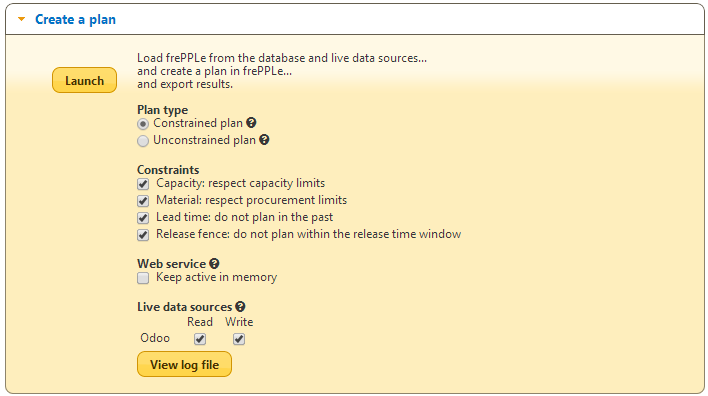 Create a plan
Launch
Load frePPLe from the database and live data sources...
and create a plan in frePPLe...
and export results.
Plan type
Constrained plan
Unconstrained plan
Constraints
Capacity: respect capacity limits
Material: respect procurement limits
Lead time: do not plan in the past
Release fence: do not plan within the release time window
Web service
Keep active in memory
Live data sources
Read Write
Odoo
View log file